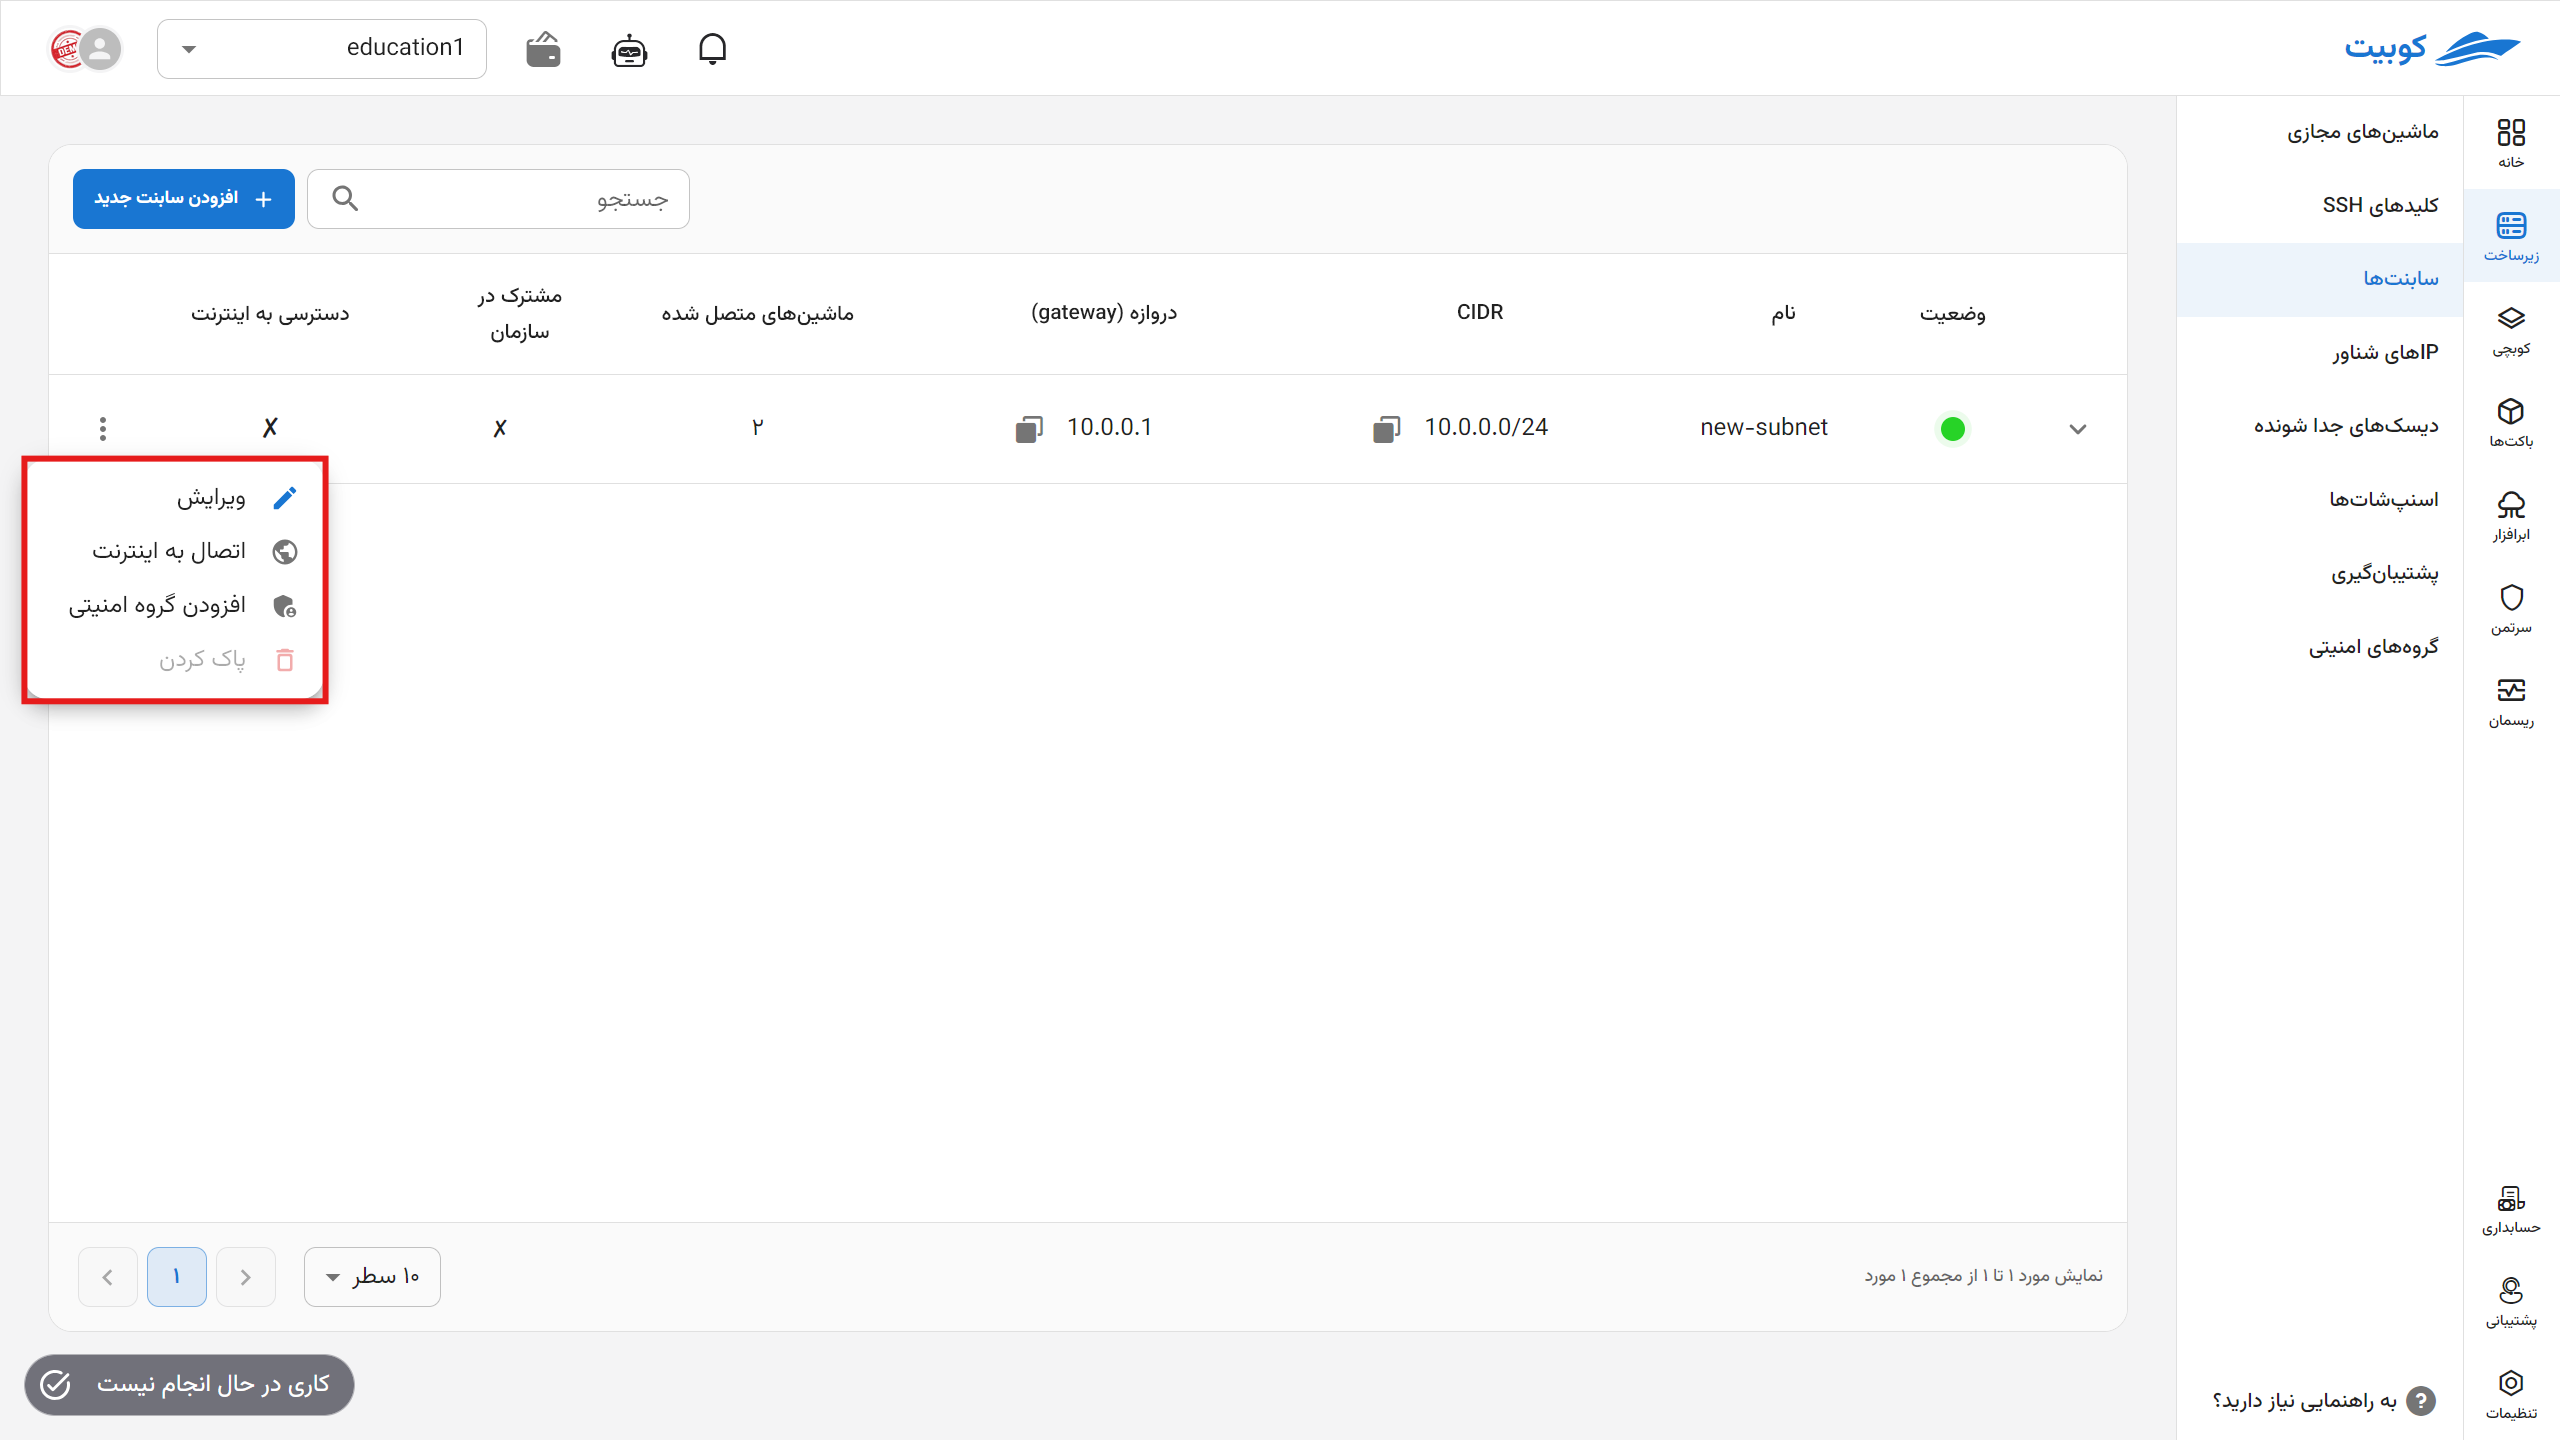 کوبیت
education1
DEMO
خانه
زیرساخت
کوبچی
باکت‌ها
ابرافزار
سرتمن
ریسمان
حسابداری
پشتیبانی
تنظیمات
ماشین‌های مجازی
کلیدهای SSH
سابنت‌ها
IPهای شناور
دیسک‌های جدا شونده
اسنپ‌شات‌ها
پشتیبان‌گیری
گروه‌های امنیتی
به راهنمایی نیاز دارید؟
جستجو
افزودن سابنت جدید
وضعیت
نام
CIDR
دروازه (gateway)
ماشین‌های متصل شده
مشترک در
سازمان
دسترسی به اینترنت
new-subnet
10.0.0.0/24
10.0.0.1
۲
✗
✗
ویرایش
اتصال به اینترنت
افزودن گروه امنیتی
پاک کردن
نمایش مورد ۱ تا ۱ از مجموع ۱ مورد
۱۰ سطر
۱
کاری در حال انجام نیست